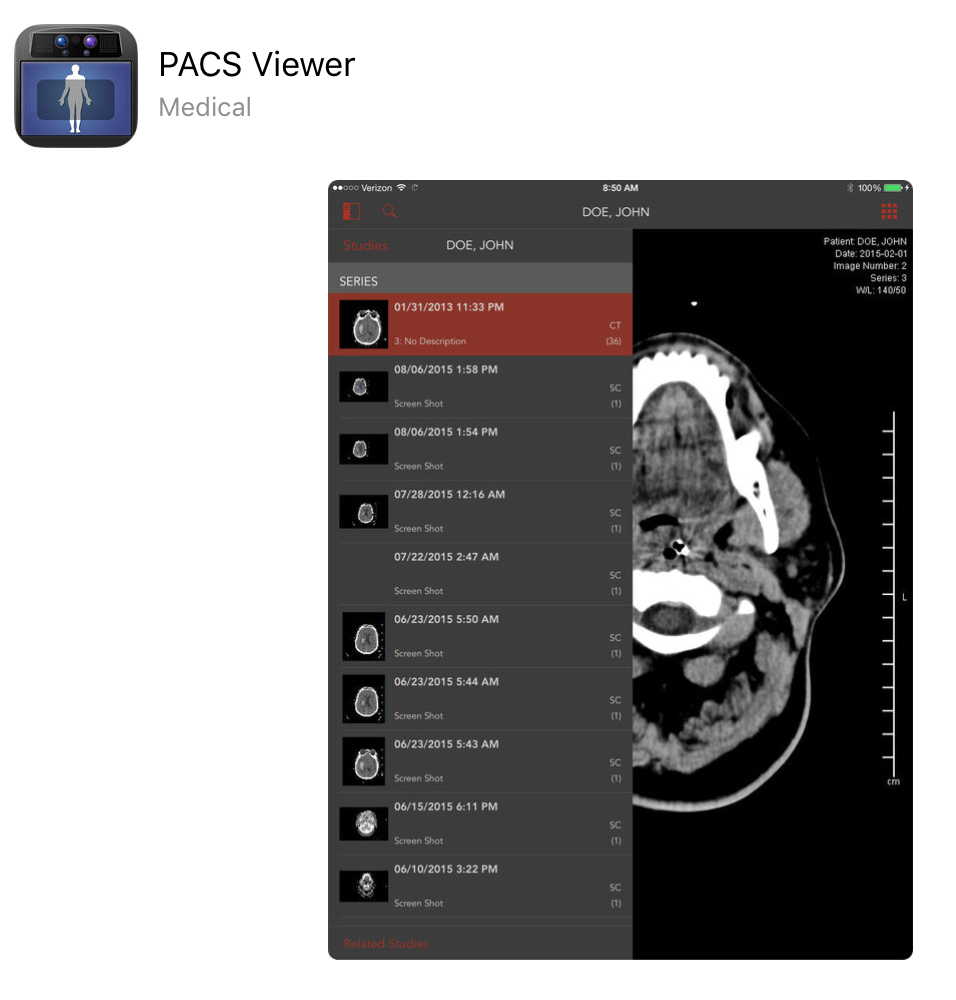 PACS Viewer
Medical
Verizon 8:50 AM 100%
DOE, JOHN
Studies DOE, JOHN
SERIES
01/31/2013 11:33 PM
CT
3: No Description (36)
08/06/2015 1:58 PM
SC
Screen Shot (1)
08/06/2015 1:54 PM
SC
Screen Shot (1)
07/28/2015 12:16 AM
SC
Screen Shot (1)
07/22/2015 2:47 AM
SC
Screen Shot (1)
06/23/2015 5:50 AM
SC
Screen Shot (1)
06/23/2015 5:44 AM
SC
Screen Shot (1)
06/23/2015 5:43 AM
SC
Screen Shot (1)
06/15/2015 6:11 PM
SC
Screen Shot (1)
06/10/2015 3:22 PM
SC
Screen Shot (1)
Related Studies
Patient: DOE, JOHN
Date: 2015-02-01
Image Number: 2
Series: 3
W/L: 140/50
L
cm